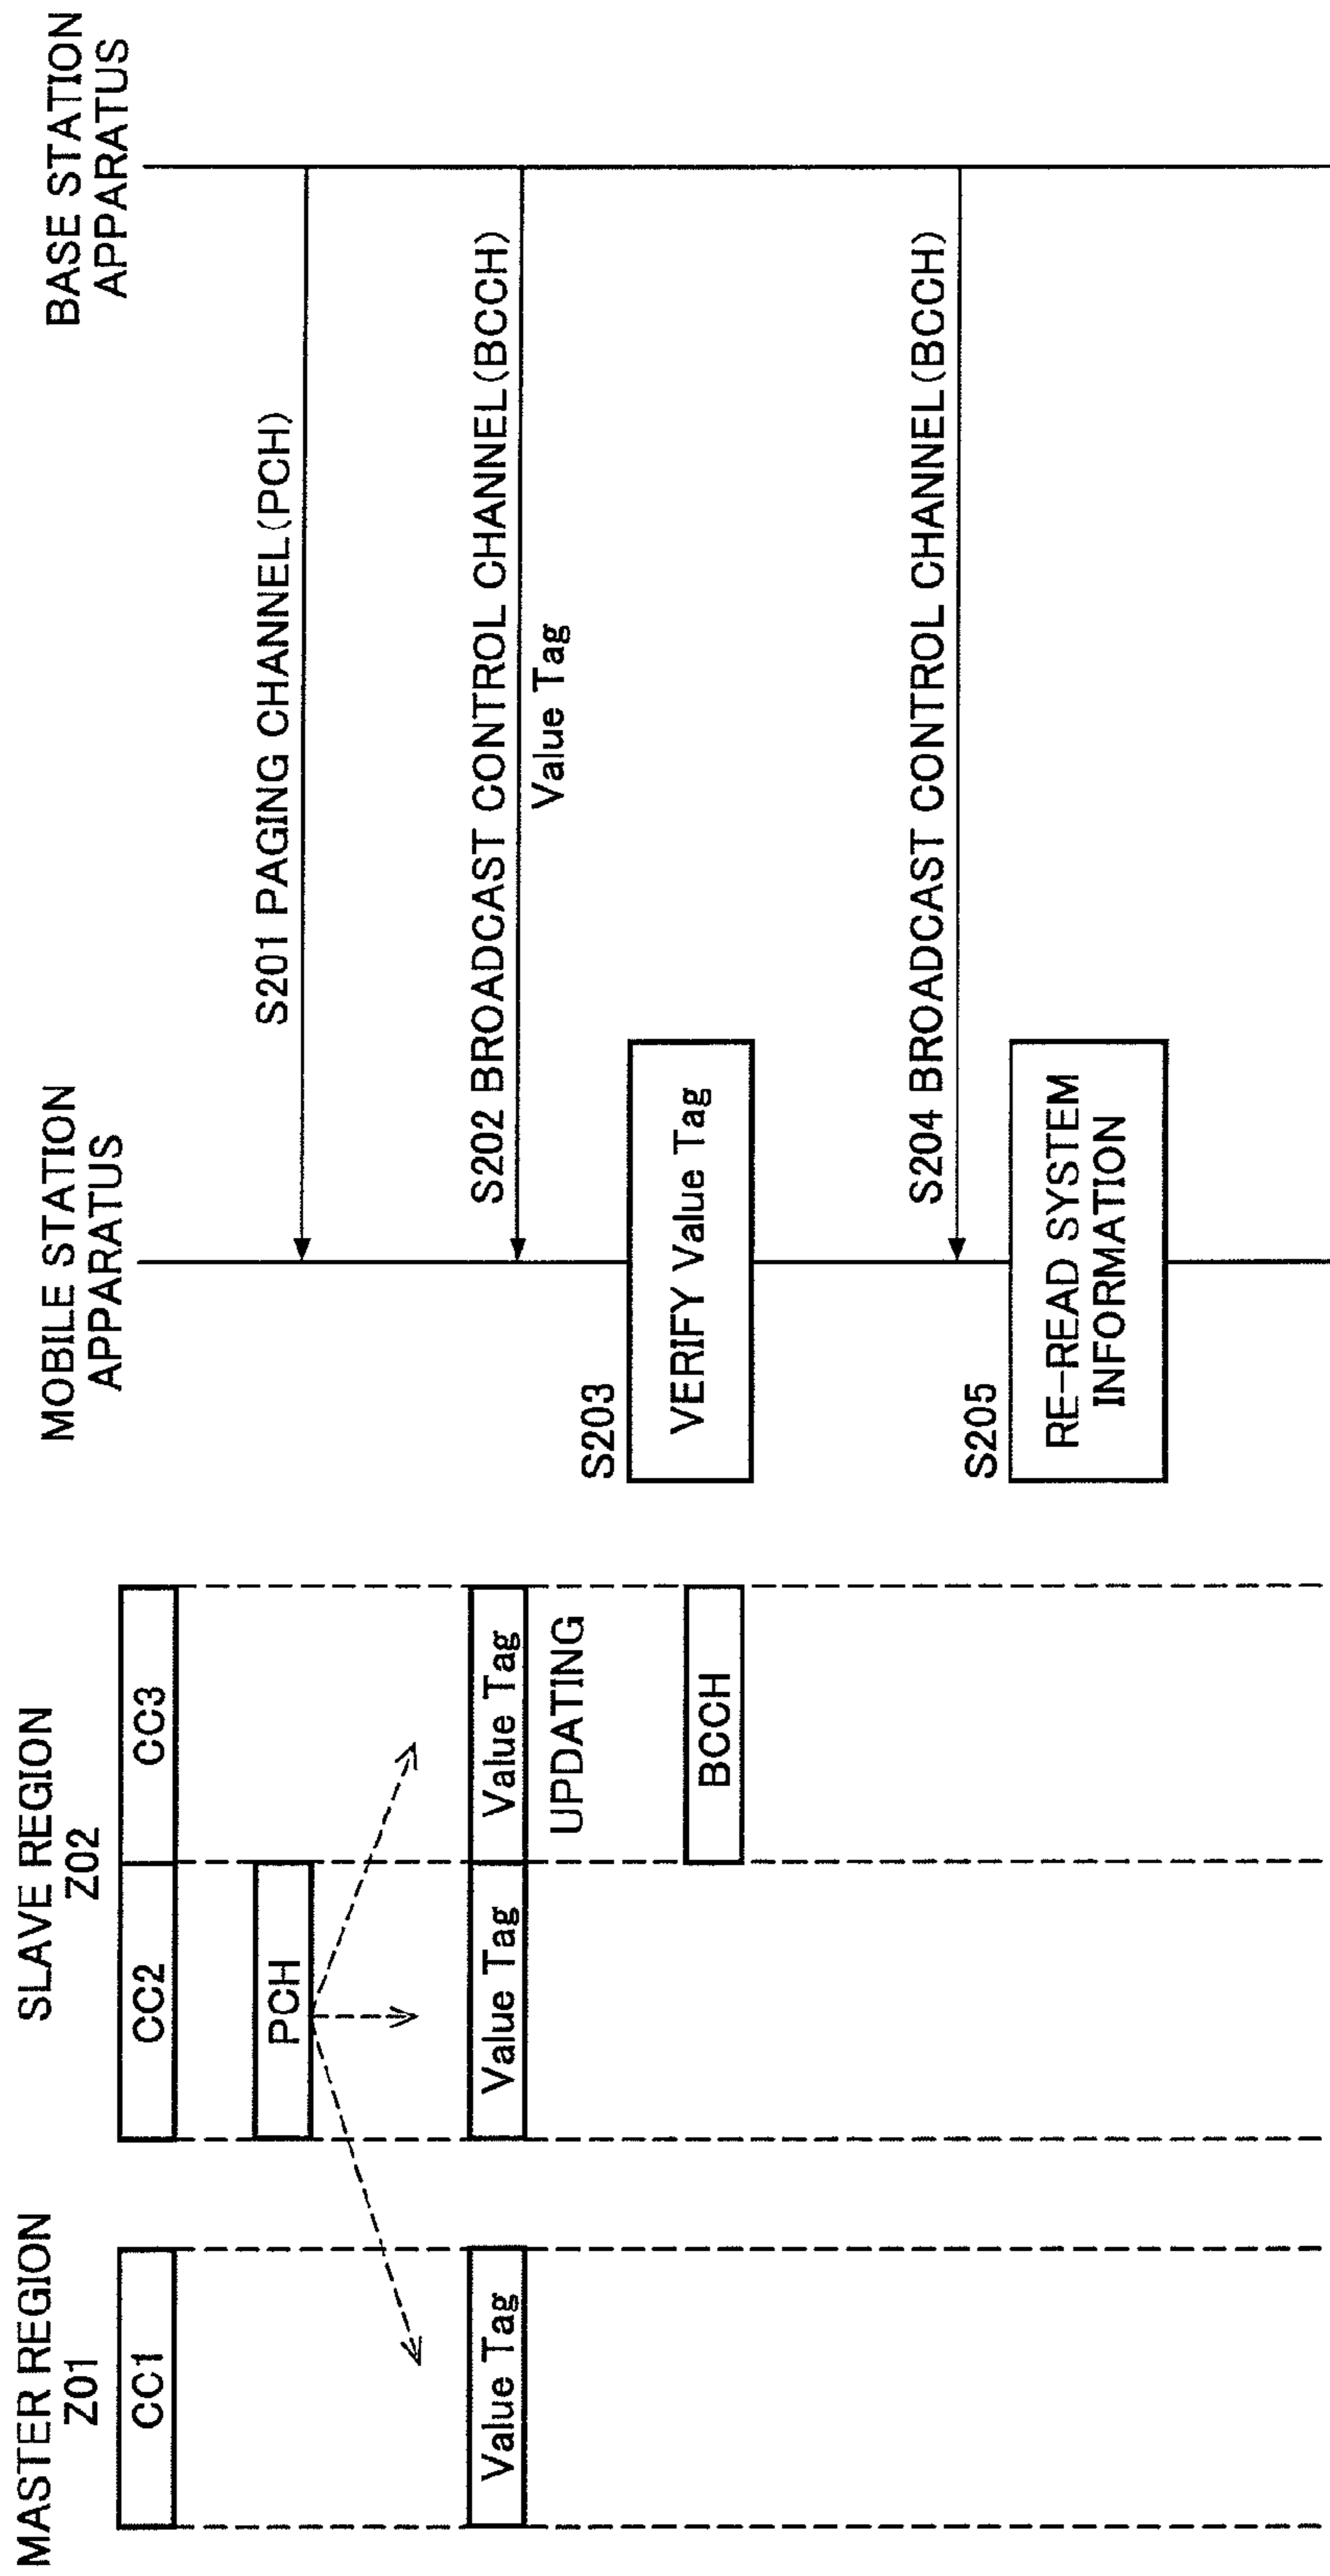 MASTER REGION
Z01
SLAVE REGION
Z02
MOBILE STATION
APPARATUS
BASE STATION
APPARATUS
CC1
CC2
CC3
PCH
S201 PAGING CHANNEL(PCH)
Value Tag
Value Tag
Value Tag
UPDATING
S202 BROADCAST CONTROL CHANNEL(BCCH)
Value Tag
S203
VERIFY Value Tag
BCCH
S204 BROADCAST CONTROL CHANNEL(BCCH)
S205
RE-READ SYSTEM
INFORMATION